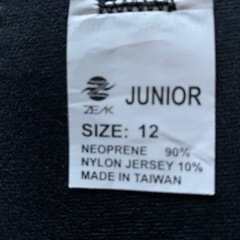 ZEAK JUNIOR
SIZE: 12
NEOPRENE 90%
NYLON JERSEY 10%
MADE IN TAIWAN